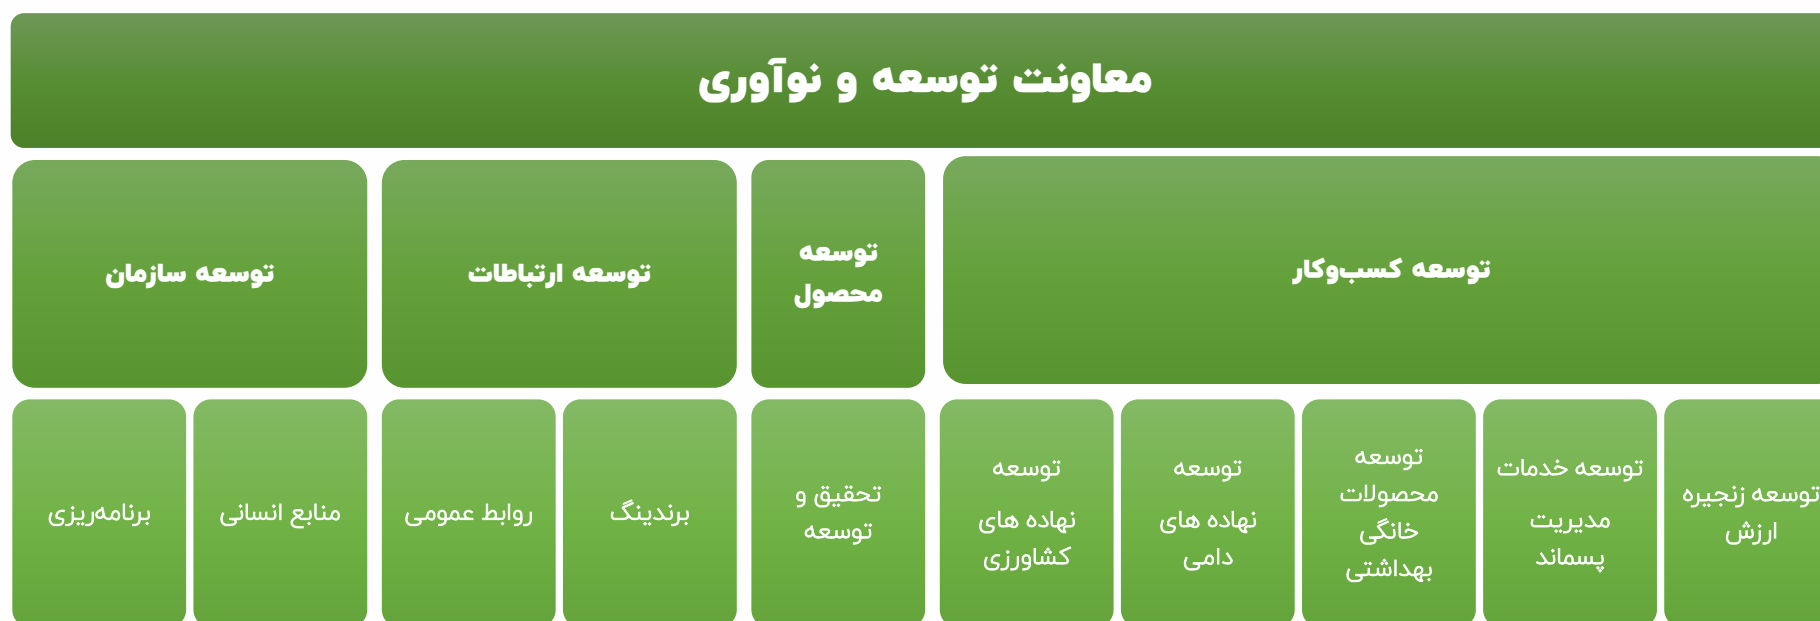 معاونت توسعه و نوآوری
توسعه کسب‌وکار
توسعه
محصول
توسعه ارتباطات
توسعه سازمان
توسعه زنجیره
ارزش
توسعه خدمات
مدیریت
پسماند
توسعه
محصولات
خانگی
بهداشتی
توسعه
نهاده های
دامی
توسعه
نهاده های
کشاورزی
تحقیق و
توسعه
برندینگ
روابط عمومی
منابع انسانی
برنامه‌ریزی